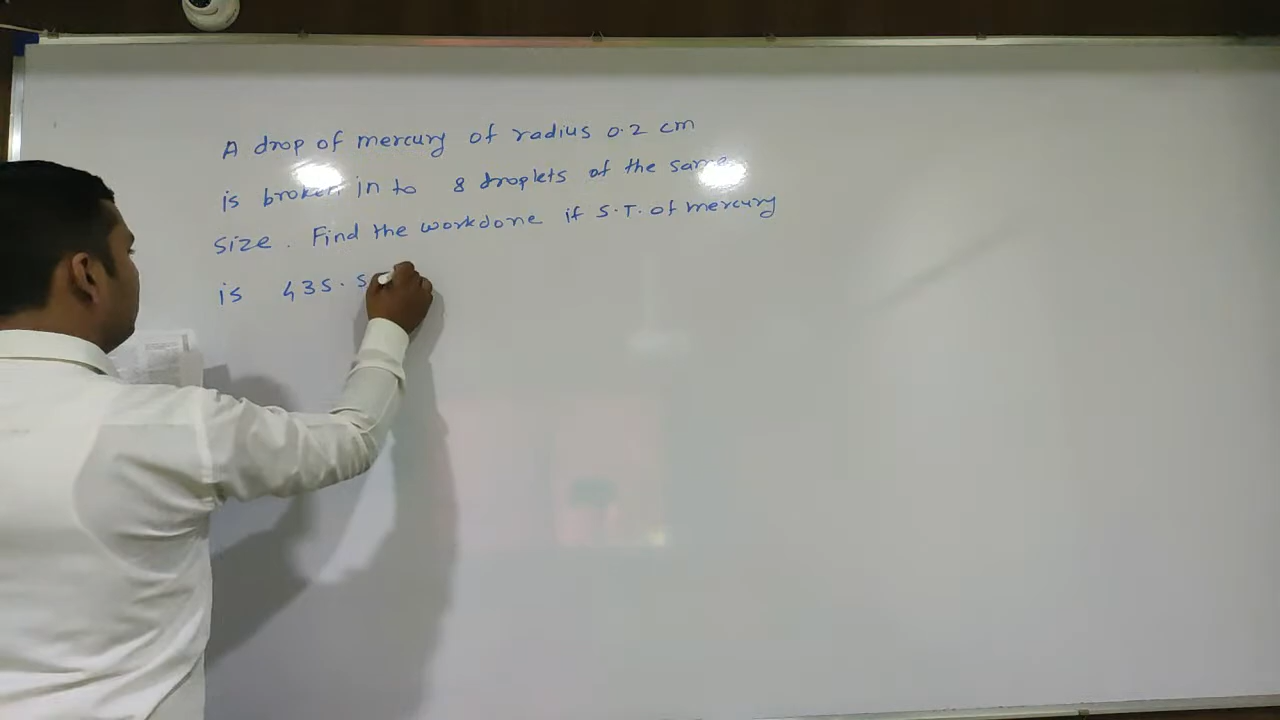 A drop of mercury of radius 0.2 cm
is broken in to 8 droplets of the same
size. Find the workdone if S.T. of mercury
is 435.5